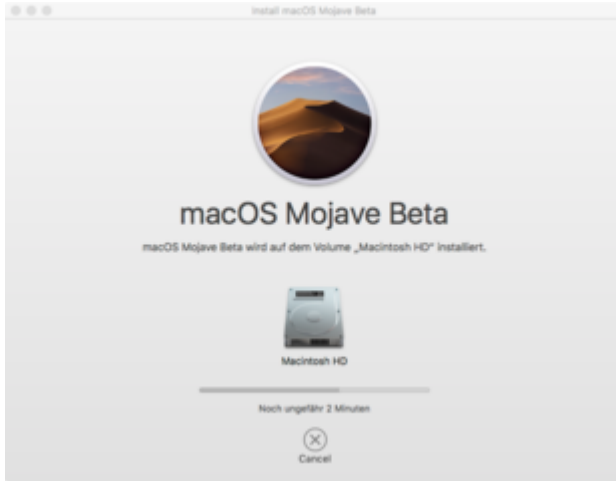 Install macOS Mojave Beta
macOS Mojave Beta
macOS Mojave Beta wird auf dem Volume „Macintosh HD“ installiert.
Macintosh HD
Noch ungefähr 2 Minuten
Cancel